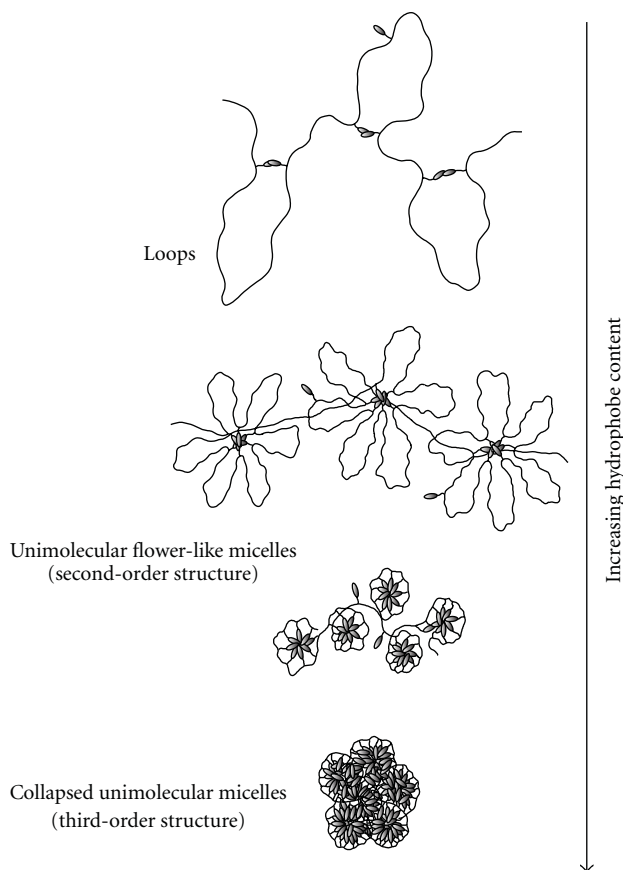 Loops
Unimolecular flower-like micelles
(second-order structure)
Collapsed unimolecular micelles
(third-order structure)
Increasing hydrophobe content